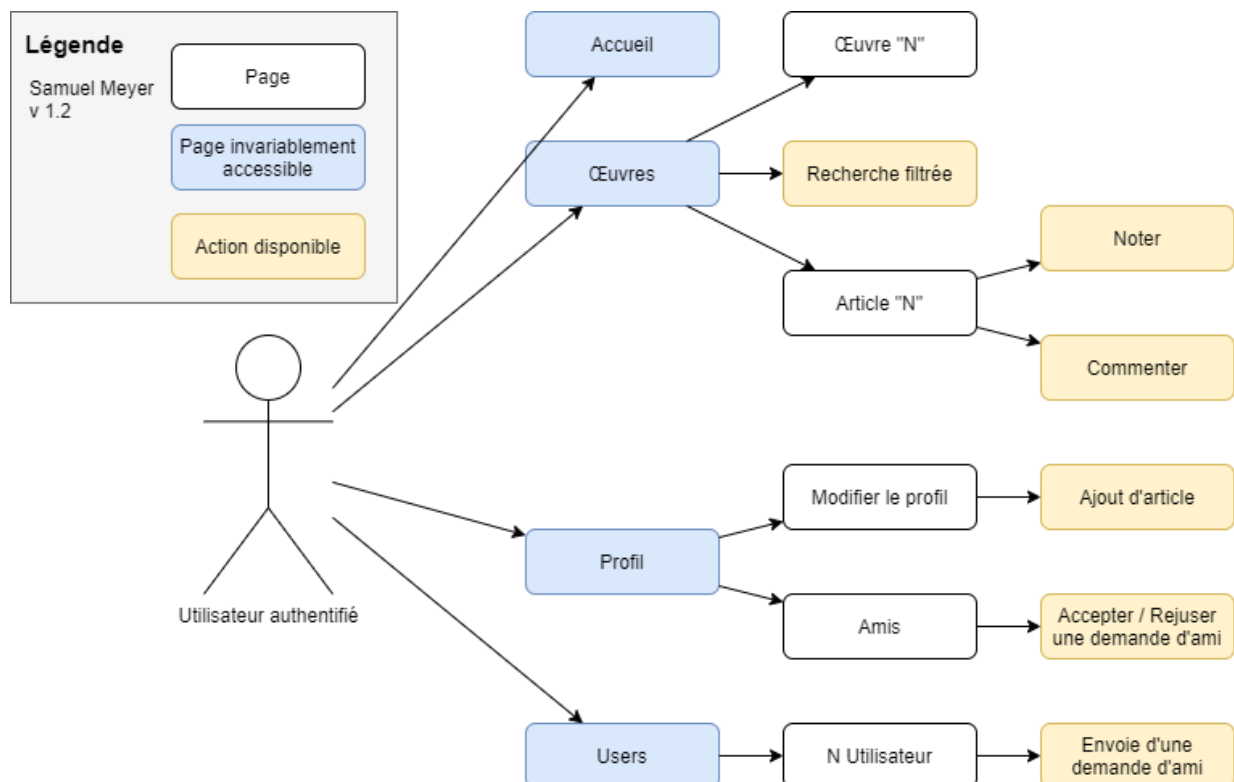 Légende
Samuel Meyer
v 1.2
Page
Page invariablement
accessible
Action disponible
Accueil
Œuvre "N"
Œuvres
Recherche filtrée
Noter
Article "N"
Commenter
Utilisateur authentifié
Modifier le profil
Ajout d'article
Profil
Amis
Accepter / Rejuser
une demande d'ami
Users
N Utilisateur
Envoie d'une
demande d'ami